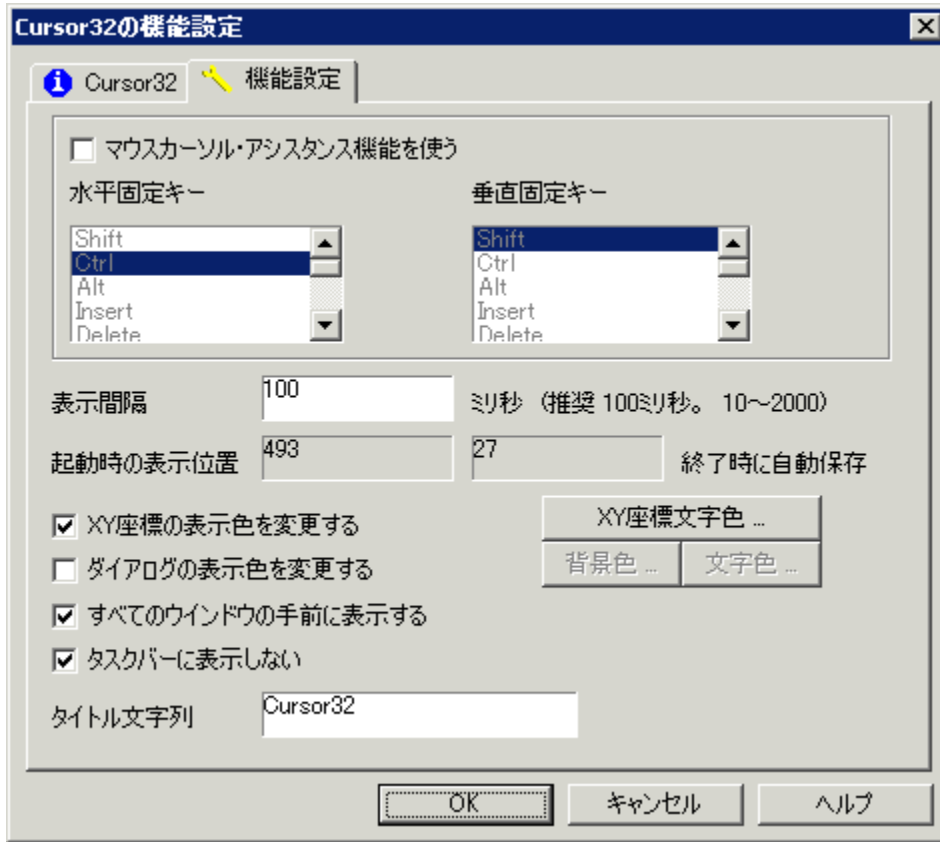 Cursor32の機能設定
Cursor32 機能設定
マウスカーソル・アシスタンス機能を使う
水平固定キー 垂直固定キー
Shift Shift
Ctrl Ctrl
Alt Alt
Insert Insert
Delete Delete
表示間隔 100 ミリ秒 (推奨 100ミリ秒。 10～2000)
起動時の表示位置 493 27 終了時に自動保存
XY座標の表示色を変更する XY座標文字色 ...
ダイアログの表示色を変更する 背景色 ... 文字色 ...
すべてのウインドウの手前に表示する
タスクバーに表示しない
タイトル文字列 Cursor32
OK キャンセル ヘルプ